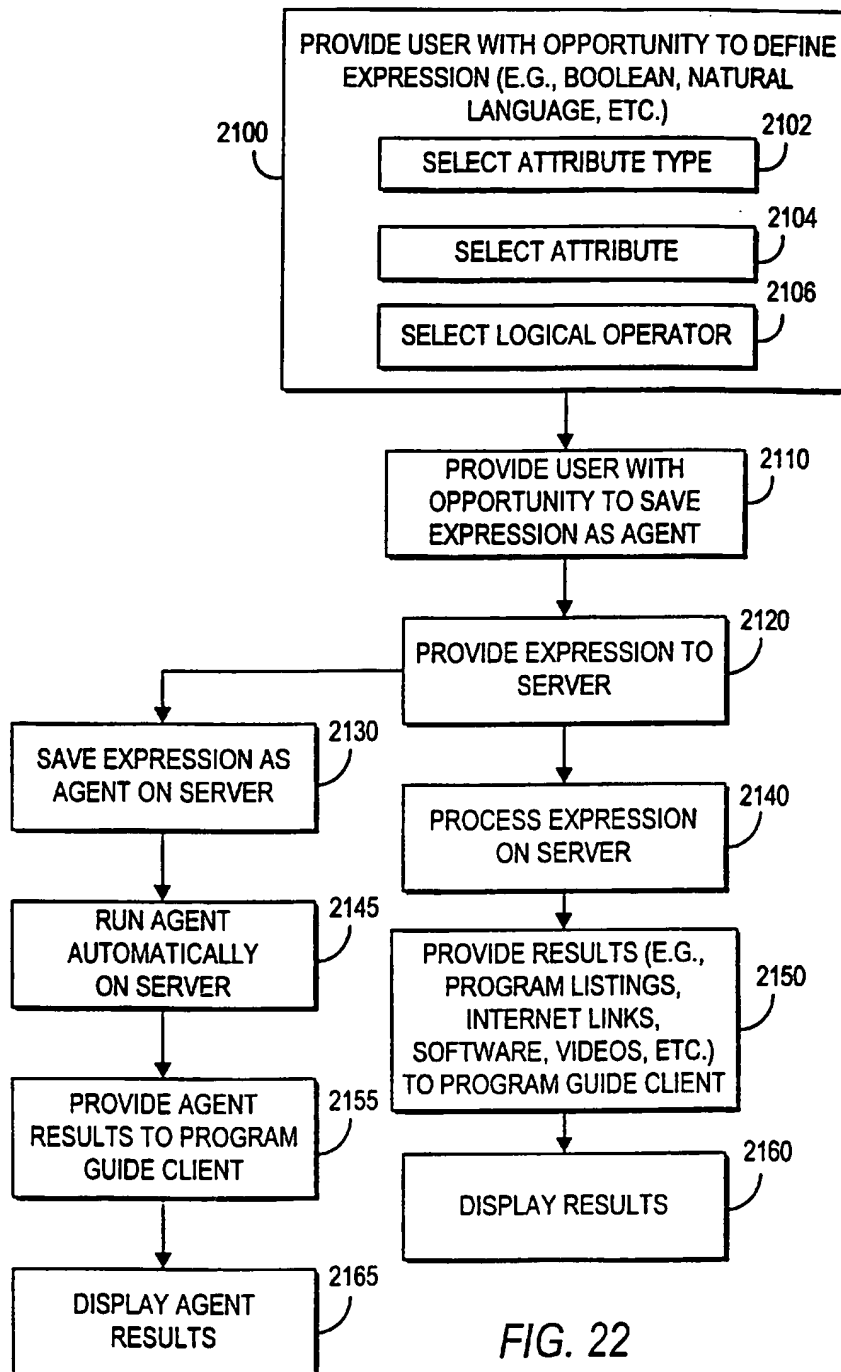 PROVIDE USER WITH OPPORTUNITY TO DEFINE
EXPRESSION (E.G., BOOLEAN, NATURAL
LANGUAGE, ETC.)
2100
2102
SELECT ATTRIBUTE TYPE
2104
SELECT ATTRIBUTE
2106
SELECT LOGICAL OPERATOR
2110
PROVIDE USER WITH
OPPORTUNITY TO SAVE
EXPRESSION AS AGENT
2120
PROVIDE EXPRESSION TO
SERVER
2130
SAVE EXPRESSION AS
AGENT ON SERVER
2140
PROCESS EXPRESSION
ON SERVER
2145
RUN AGENT
AUTOMATICALLY
ON SERVER
2150
PROVIDE RESULTS (E.G.,
PROGRAM LISTINGS,
INTERNET LINKS,
SOFTWARE, VIDEOS, ETC.)
TO PROGRAM GUIDE CLIENT
2155
PROVIDE AGENT
RESULTS TO PROGRAM
GUIDE CLIENT
2160
DISPLAY RESULTS
2165
DISPLAY AGENT
RESULTS
FIG. 22